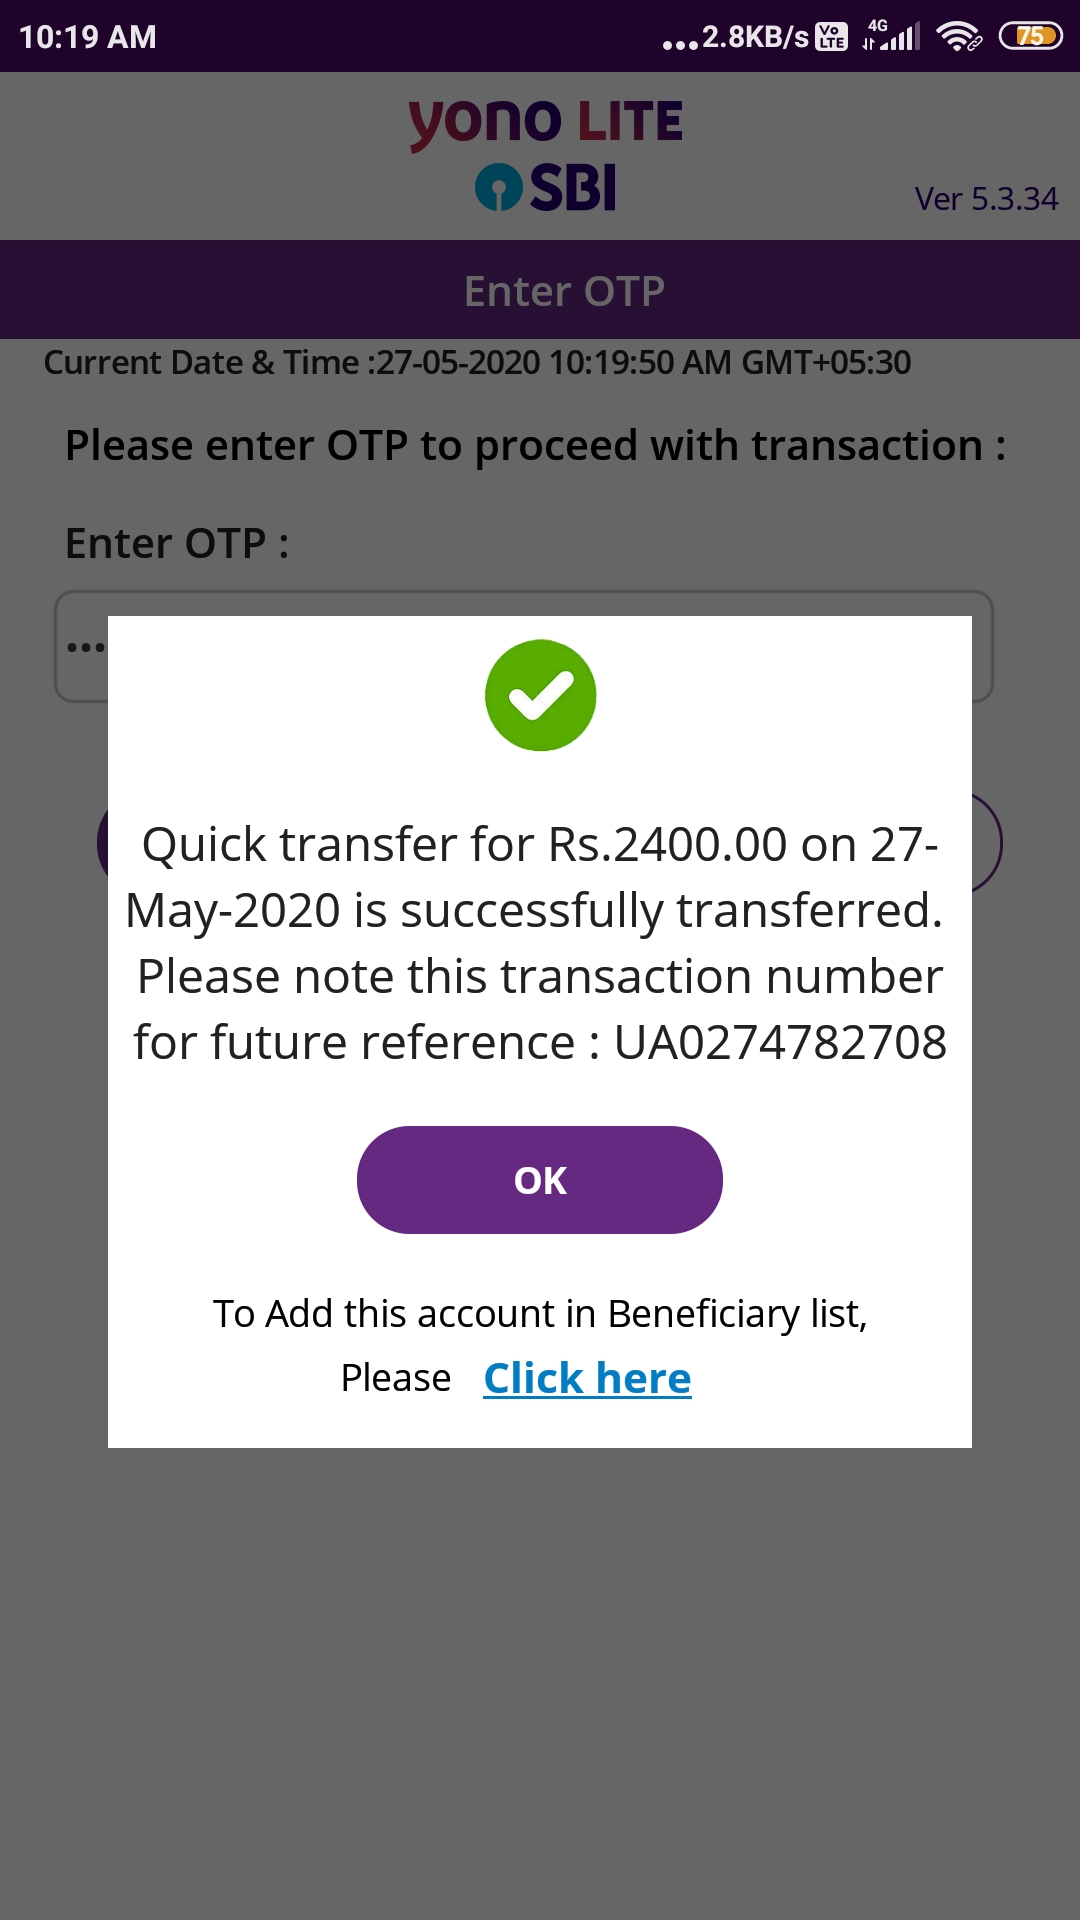 10:19 AM
...2.8KB/s Vo LTE 4G 75
yono LITE
SBI
Ver 5.3.34
Enter OTP
Current Date & Time :27-05-2020 10:19:50 AM GMT+05:30
Please enter OTP to proceed with transaction :
Enter OTP :
•••
Quick transfer for Rs.2400.00 on 27-
May-2020 is successfully transferred.
Please note this transaction number
for future reference : UA0274782708
OK
To Add this account in Beneficiary list,
Please Click here